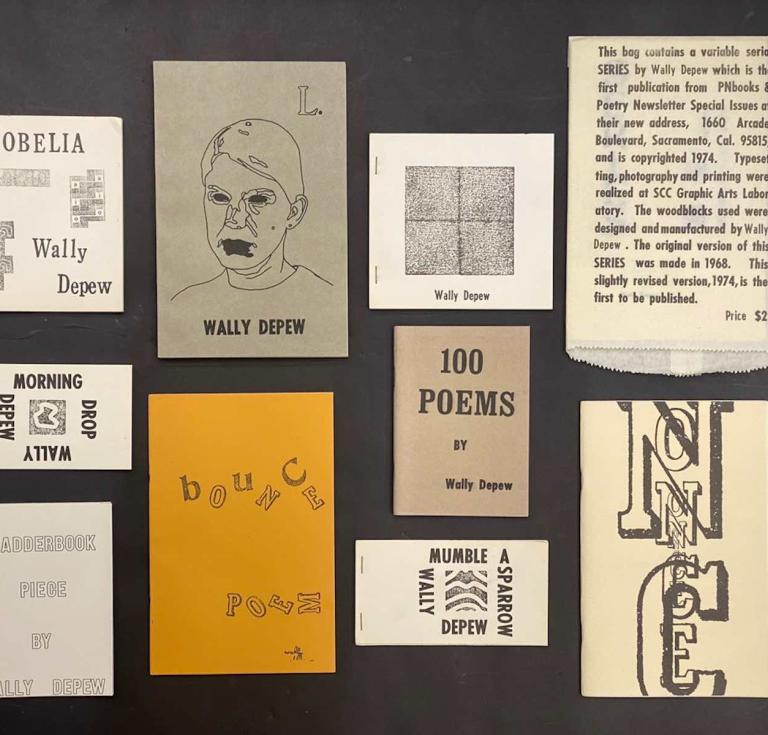 OBELIA
Wally
Depew
L.
WALLY DEPEW
Wally Depew
This bag contains a variable seria
SERIES by Wally Depew which is the
first publication from PNbooks &
Poetry Newsletter Special Issues at
their new address, 1660 Arcade
Boulevard, Sacramento, Cal. 95815,
and is copyrighted 1974. Typeset
ting, photography and printing were
realized at SCC Graphic Arts Labor
atory. The woodblocks used were
designed and manufactured by Wally
Depew . The original version of this
SERIES was made in 1968. This
slightly revised version, 1974, is the
first to be published.
Price $2
MORNING
DROP
WALLY
DEPEW
100
POEMS
BY
Wally Depew
bOUNCE
POEM
ADDERBOOK
PIECE
BY
ALLY DEPEW
MUMBLE A
SPARROW
WALLY
DEPEW